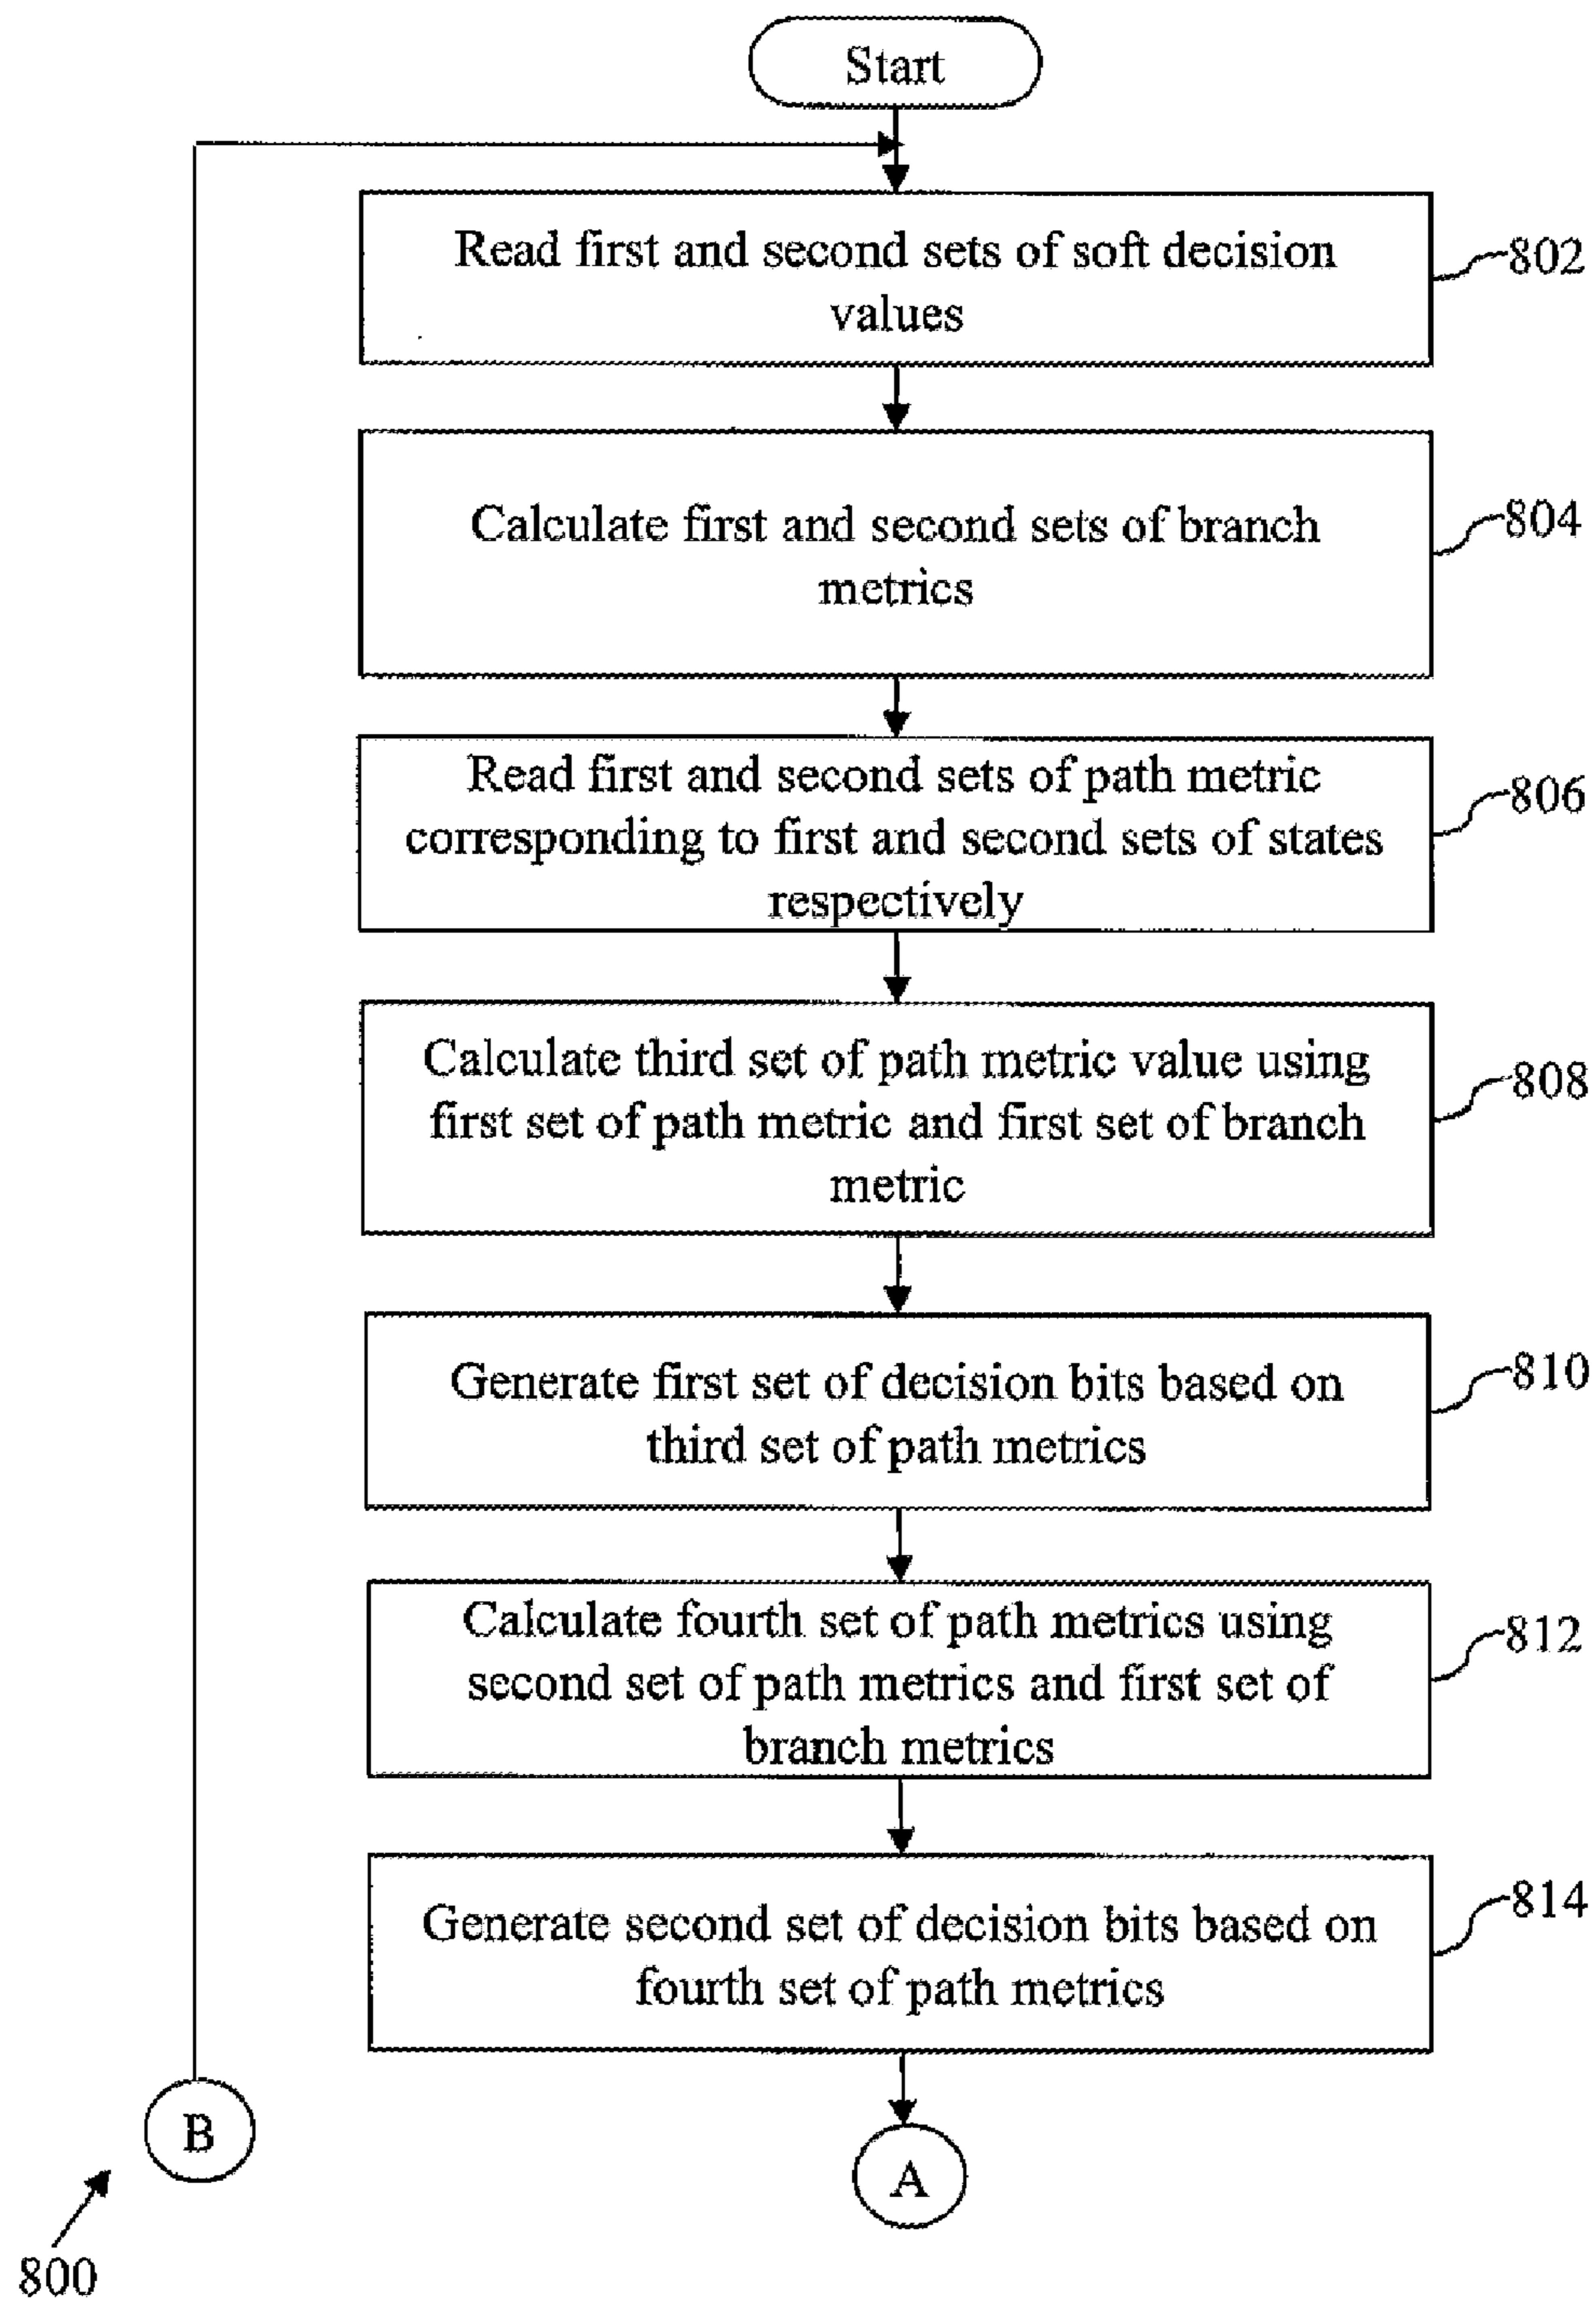 Start
Read first and second sets of soft decision
values
802
Calculate first and second sets of branch
metrics
804
Read first and second sets of path metric
corresponding to first and second sets of states
respectively
806
Calculate third set of path metric value using
first set of path metric and first set of branch
metric
808
Generate first set of decision bits based on
third set of path metrics
810
Calculate fourth set of path metrics using
second set of path metrics and first set of
branch metrics
812
Generate second set of decision bits based on
fourth set of path metrics
814
B
A
800